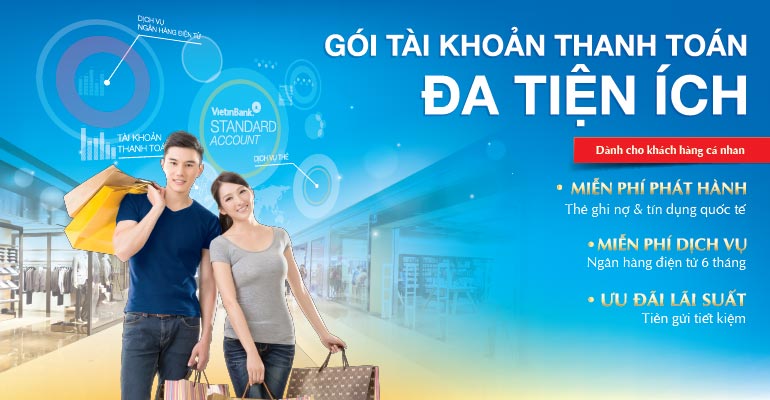 DỊCH VỤ
NGÂN HÀNG ĐIỆN TỬ
GÓI TÀI KHOẢN THANH TOÁN
ĐA TIỆN ÍCH
VietinBank
STANDARD
ACCOUNT
TÀI KHOẢN
THANH TOÁ
DỊCH VỤ THẺ
Dành cho khách hàng cá nhan
• MIỄN PHÍ PHÁT HÀNH
Thẻ ghi nợ & tín dụng quốc tế
• MIỄN PHÍ DỊCH VỤ
Ngân hàng điện tử 6 tháng
• ƯU ĐÃI LÃI SUẤT
Tiên gửi tiết kiệm